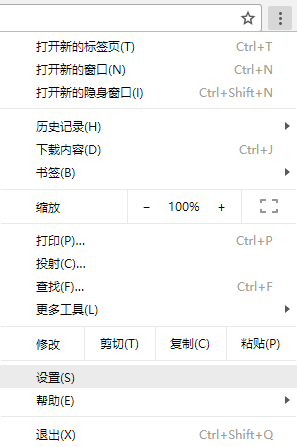 打开新的标签页(T) Ctrl+T
打开新的窗口(N) Ctrl+N
打开新的隐身窗口(I) Ctrl+Shift+N
历史记录(H)
下载内容(D) Ctrl+J
书签(B)
缩放 − 100% +
打印(P)... Ctrl+P
投射(C)...
查找(F)... Ctrl+F
更多工具(L)
修改 剪切(T) 复制(C) 粘贴(P)
设置(S)
帮助(E)
退出(X) Ctrl+Shift+Q